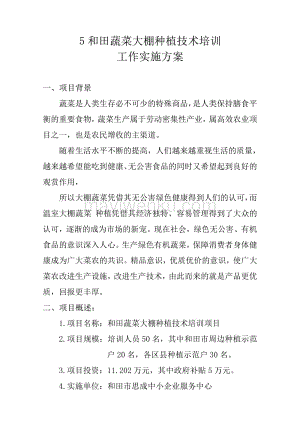 5 和田蔬菜大棚种植技术培训
工作实施方案
一、项目背景
蔬菜是人类生存必不可少的特殊商品，是人类保持膳食平
衡的重要食物，蔬菜生产属于劳动密集性产业，属高效农业项
目之一，也是农民增收的主渠道。
随着生活水平不断的提高，人们越来越重视生活的质量，
越来越希望能吃到健康、无公害食品的同时又希望起到良好的
观赏作用，
所以大棚蔬菜凭借其无公害绿色健康得到人们的认可，而
温室大棚蔬菜 种植凭借其经济独特、容易管理得到了大众的
认可，逐渐的成为市场的新宠。现在社会，绿色无公害、有机
食品的意识深入人心。生产绿色有机蔬菜，保障消费者身体健
康成为广大菜农的共识。精品意识，优质优价的意识，使广大
菜农改进生产设施，改进生产技术，由此而来的就是产品更优
质，回报更丰厚。
二、项目概述：
1.项目名称：和田蔬菜大棚种植技术培训项目
2.项目规模：培训人员 50 名，其中和田市周边种植示范
户 20 名，各区县种植示范户 30 名。
3.项目投资：11.202 万元，其中政府补贴 5 万元。
4.实施单位：和田市思成中小企业服务中心